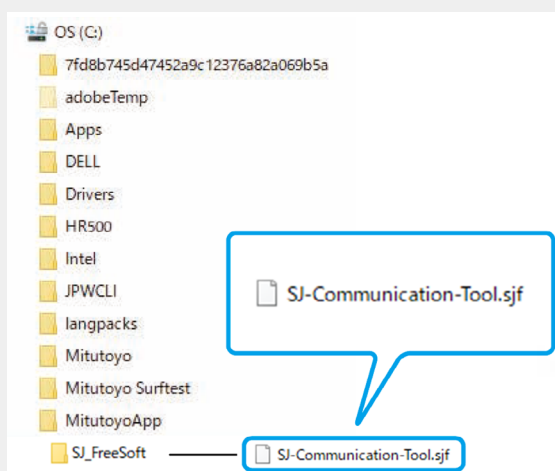 OS (C:)
7fd8b745d47452a9c12376a82a069b5a
adobeTemp
Apps
DELL
Drivers
HR500
Intel
JPWCLI
langpacks
Mitutoyo
Mitutoyo Surftest
MitutoyoApp
SJ-Communication-Tool.sjf
SJ_FreeSoft
SJ-Communication-Tool.sjf